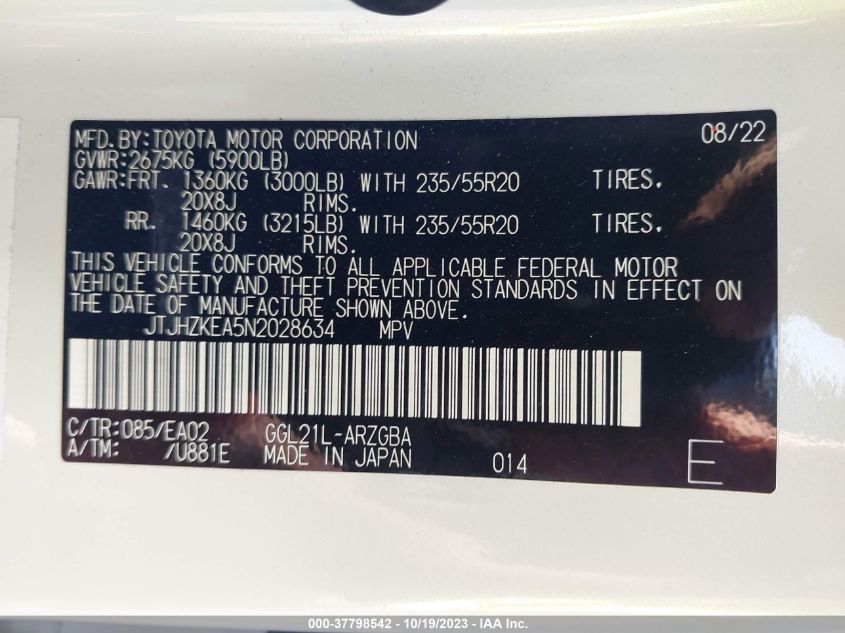 MFD.BY:TOYOTA MOTOR CORPORATION 08/22
GVWR:2675KG (5900LB)
GAWR:FRT. 1360KG (3000LB) WITH 235/55R20 TIRES.
20X8J RIMS.
RR. 1460KG (3215LB) WITH 235/55R20 TIRES.
20X8J RIMS.
THIS VEHICLE CONFORMS TO ALL APPLICABLE FEDERAL MOTOR
VEHICLE SAFETY AND THEFT PREVENTION STANDARDS IN EFFECT ON
THE DATE OF MANUFACTURE SHOWN ABOVE.
JTJHZKEA5N2028634 MPV
C/TR:085/EA02 GGL21L-ARZGBA
A/TM: /U881E MADE IN JAPAN 014 E
000-37798542 - 10/19/2023 - IAA Inc.